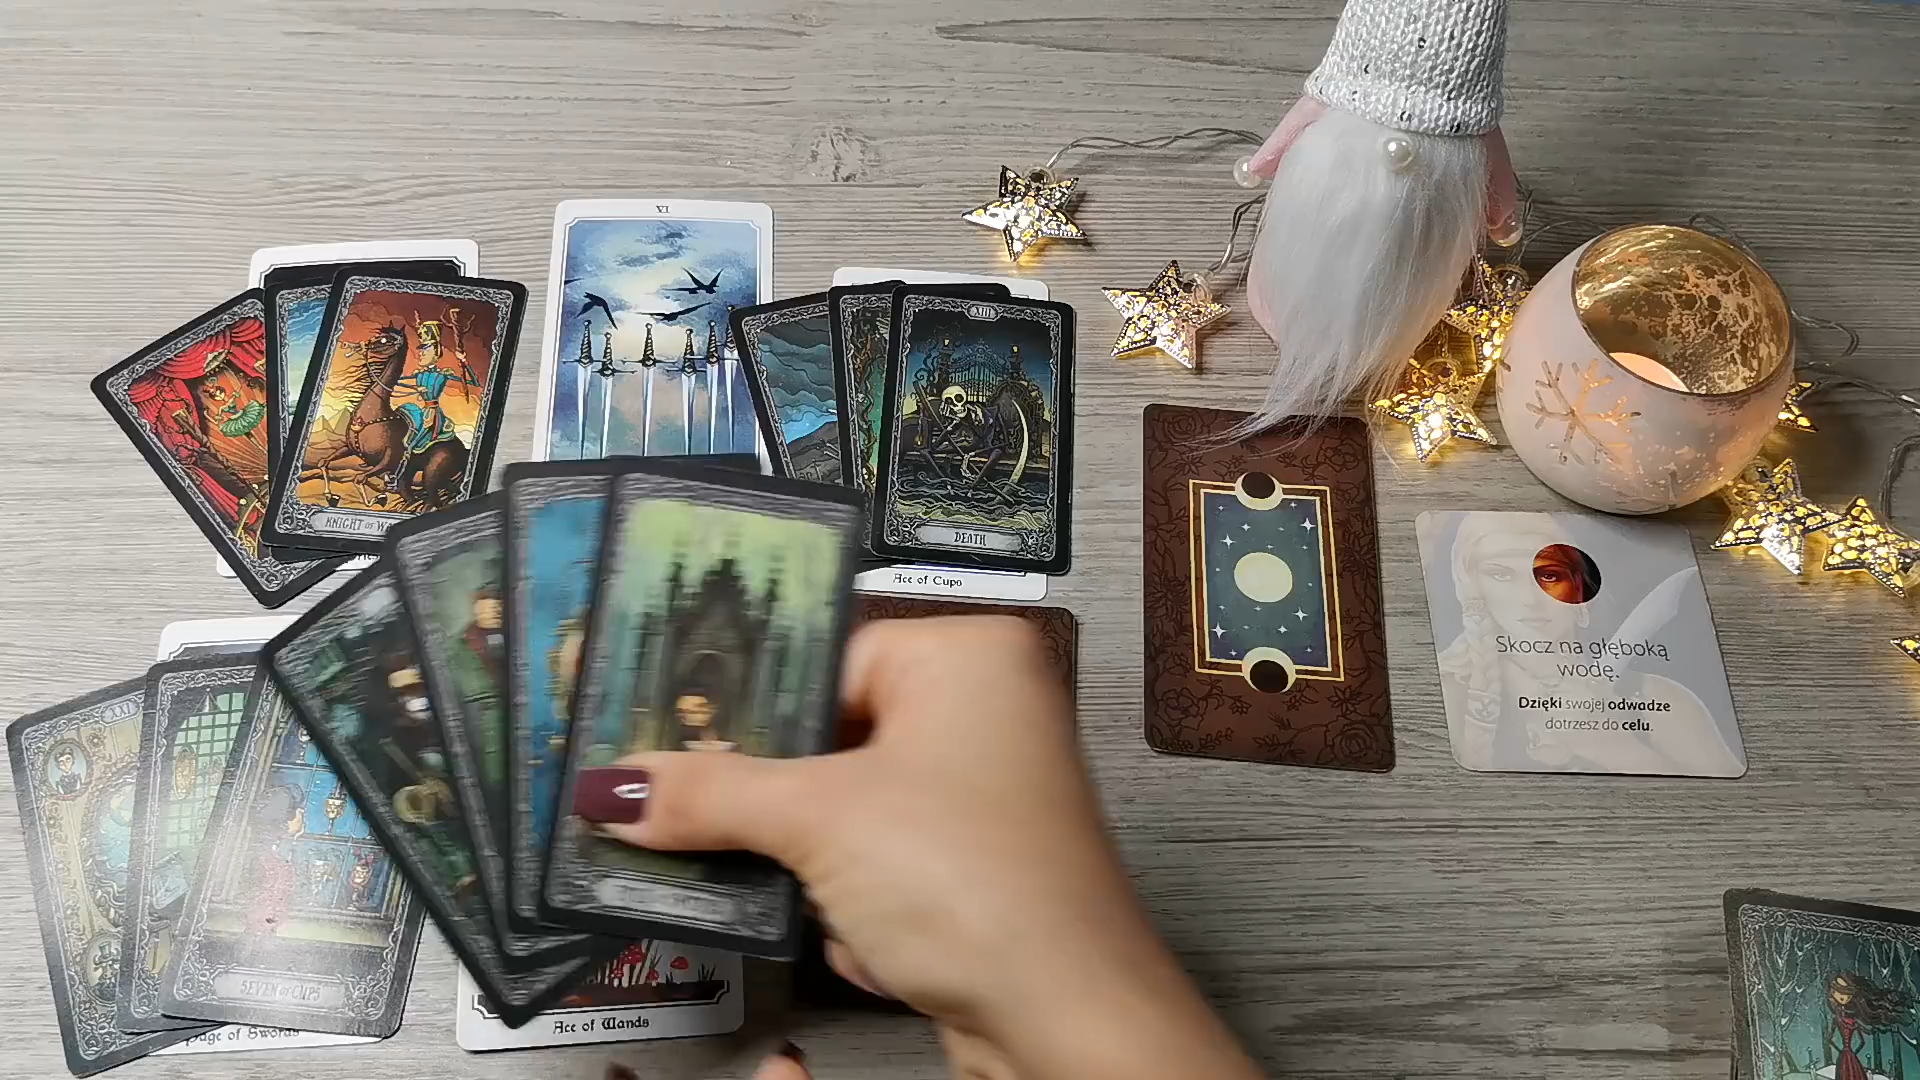 VI
XIII
KNIGHT of WA
DEATH
Ace of Cups
Skocz na głęboką
wodę.
Dzięki swojej odwadze
dotrzesz do celu.
XXI
SEVEN of CUPS
Page of Swords
Ace of Wands